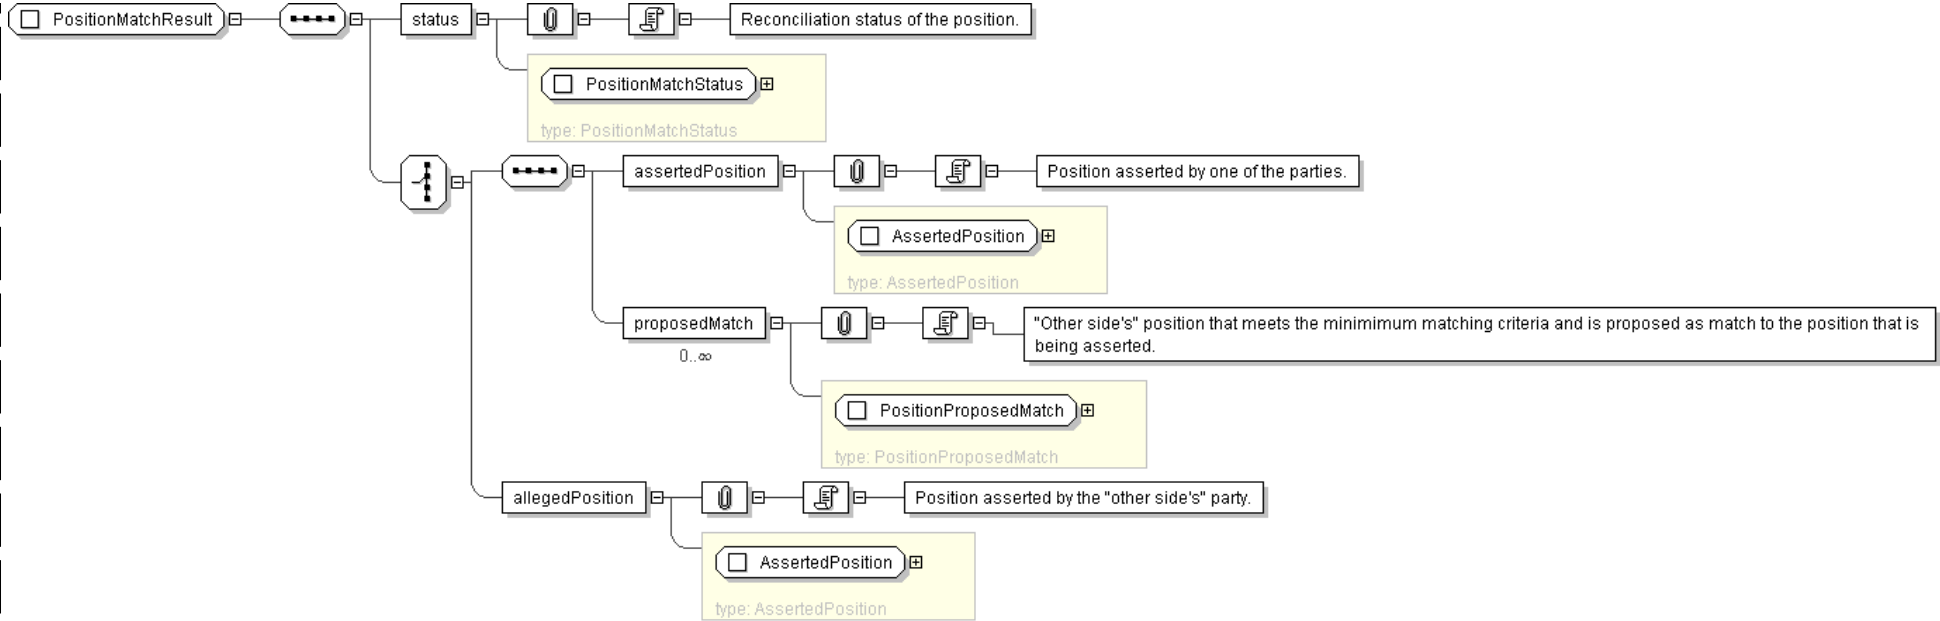 PositionMatchResult
status
Reconciliation status of the position.
PositionMatchStatus
type: PositionMatchStatus
assertedPosition
Position asserted by one of the parties.
AssertedPosition
type: AssertedPosition
proposedMatch
0..∞
"Other side's" position that meets the minimimum matching criteria and is proposed as match to the position that is
being asserted.
PositionProposedMatch
type: PositionProposedMatch
allegedPosition
Position asserted by the "other side's" party.
AssertedPosition
type: AssertedPosition